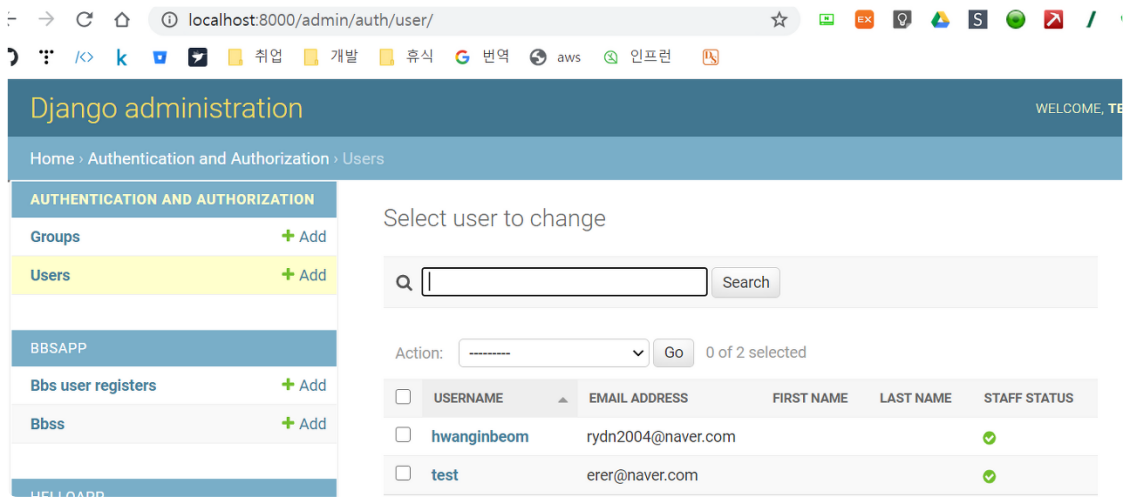 localhost:8000/admin/auth/user/
취업 개발 휴식 번역 aws 인프런
Django administration
WELCOME, TE
Home › Authentication and Authorization › Users
AUTHENTICATION AND AUTHORIZATION
Groups + Add
Users + Add
BBSAPP
Bbs user registers + Add
Bbss + Add
HELLOAPP
Select user to change
Search
Action: --------- Go 0 of 2 selected
USERNAME EMAIL ADDRESS FIRST NAME LAST NAME STAFF STATUS
hwanginbeom rydn2004@naver.com
test erer@naver.com